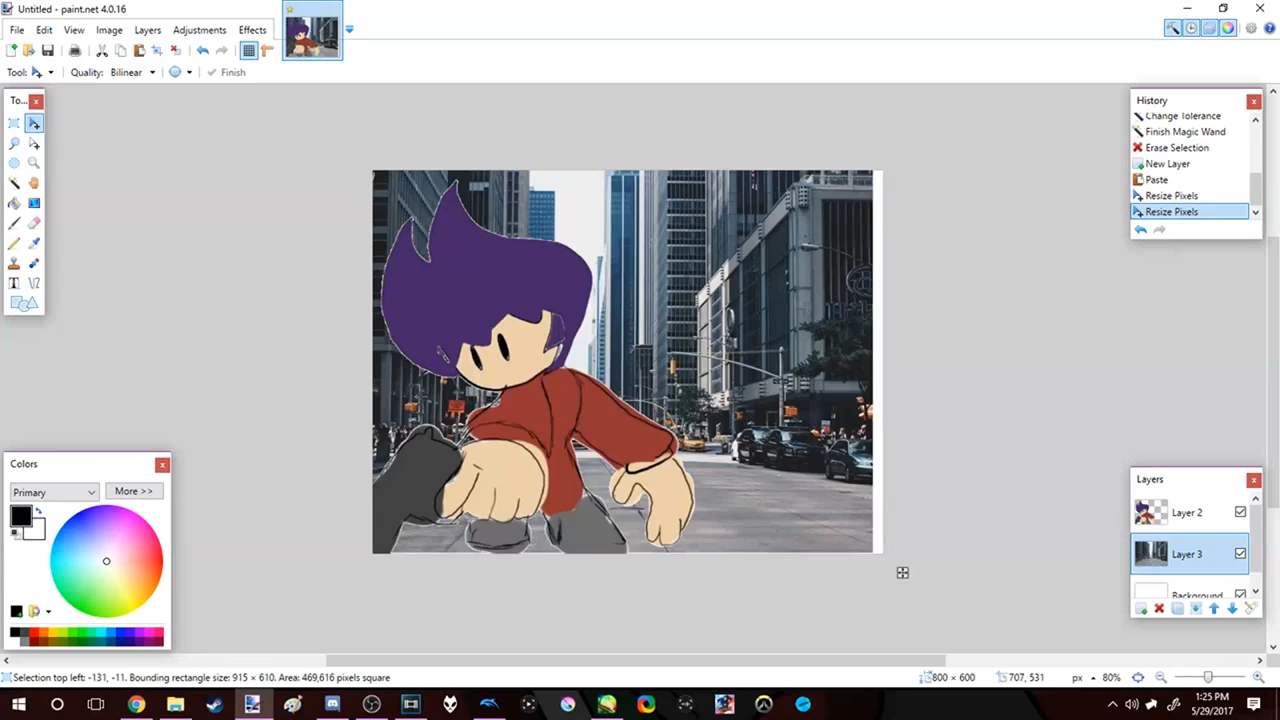 Untitled - paint.net 4.0.16
File Edit View Image Layers Adjustments Effects
Tool: Quality: Bilinear Finish
To...
History
Change Tolerance
Finish Magic Wand
Erase Selection
New Layer
Paste
Resize Pixels
Resize Pixels
Colors
Primary More >>
Layers
Layer 2
Layer 3
Background
Selection top left: -131, -11. Bounding rectangle size: 915 × 610. Area: 469,616 pixels square 800 × 600 707, 531 px 80%
1:25 PM
5/29/2017